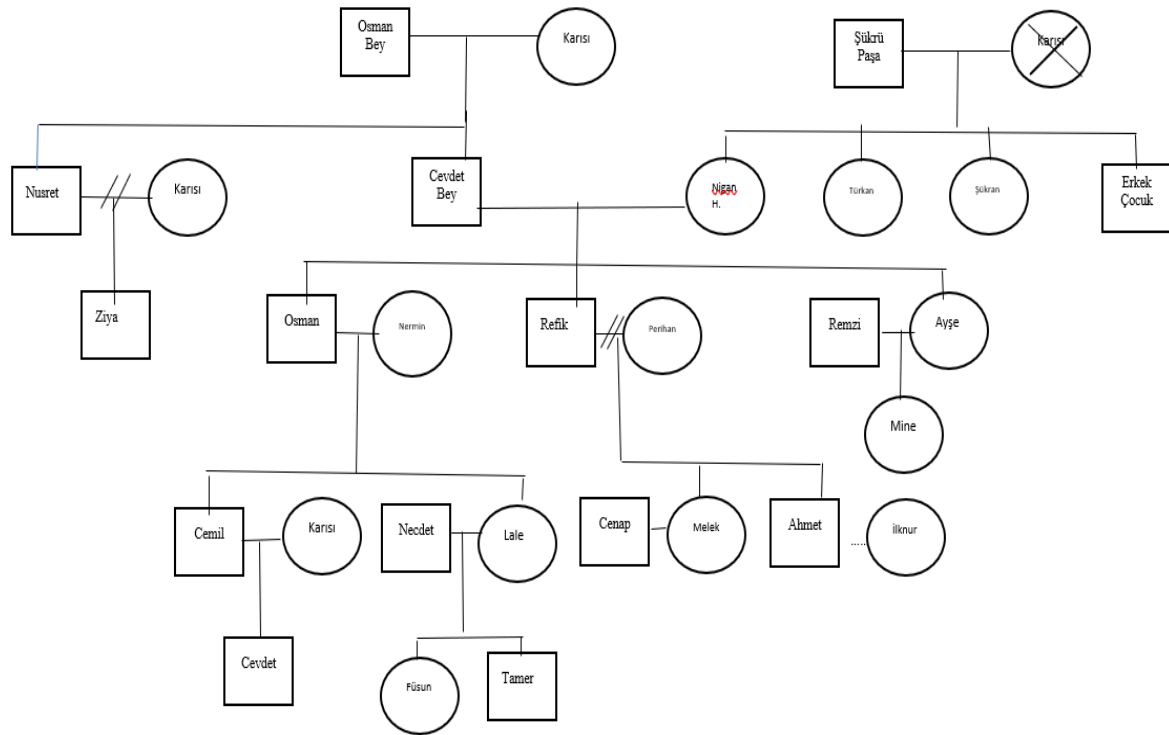 Osman
Bey
Karısı
Şükrü
Paşa
Karısı
Nusret
Karısı
Cevdet
Bey
Nigan
H.
Türkan
Şükran
Erkek
Çocuk
Ziya
Osman
Nermin
Refik
Perihan
Remzi
Ayşe
Mine
Cemil
Karısı
Necdet
Lale
Cenap
Melek
Ahmet
.....
İlknur
Cevdet
Füsun
Tamer